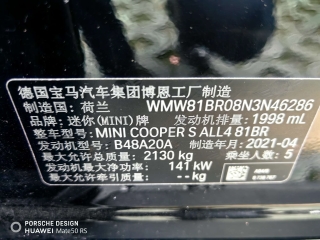 德国宝马汽车集团博恩工厂制造
制造国：荷兰 WMW81BR08N3N46286
品牌：迷你(MINI)牌 发动机排量：1998 mL
整车型号：MINI COOPER S ALL4 81BR
发动机型号：B48A20A 制造年月：2021-04
最大允许总质量：2130 kg 乘坐人数：5
发动机最大净功率：141 kW
最大允许牵引质量：--/-- kg
PORSCHE DESIGN
HUAWEI Mate50 RS